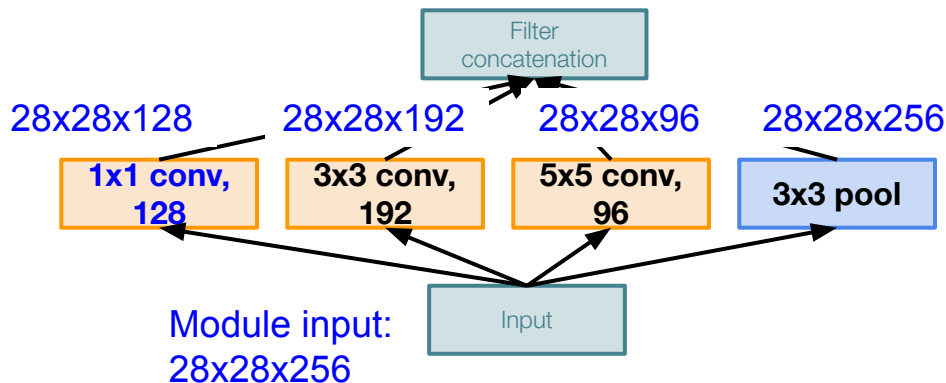 Filter
concatenation
28x28x128
28x28x192
28x28x96
28x28x256
1x1 conv,
128
3x3 conv,
192
5x5 conv,
96
3x3 pool
Input
Module input:
28x28x256